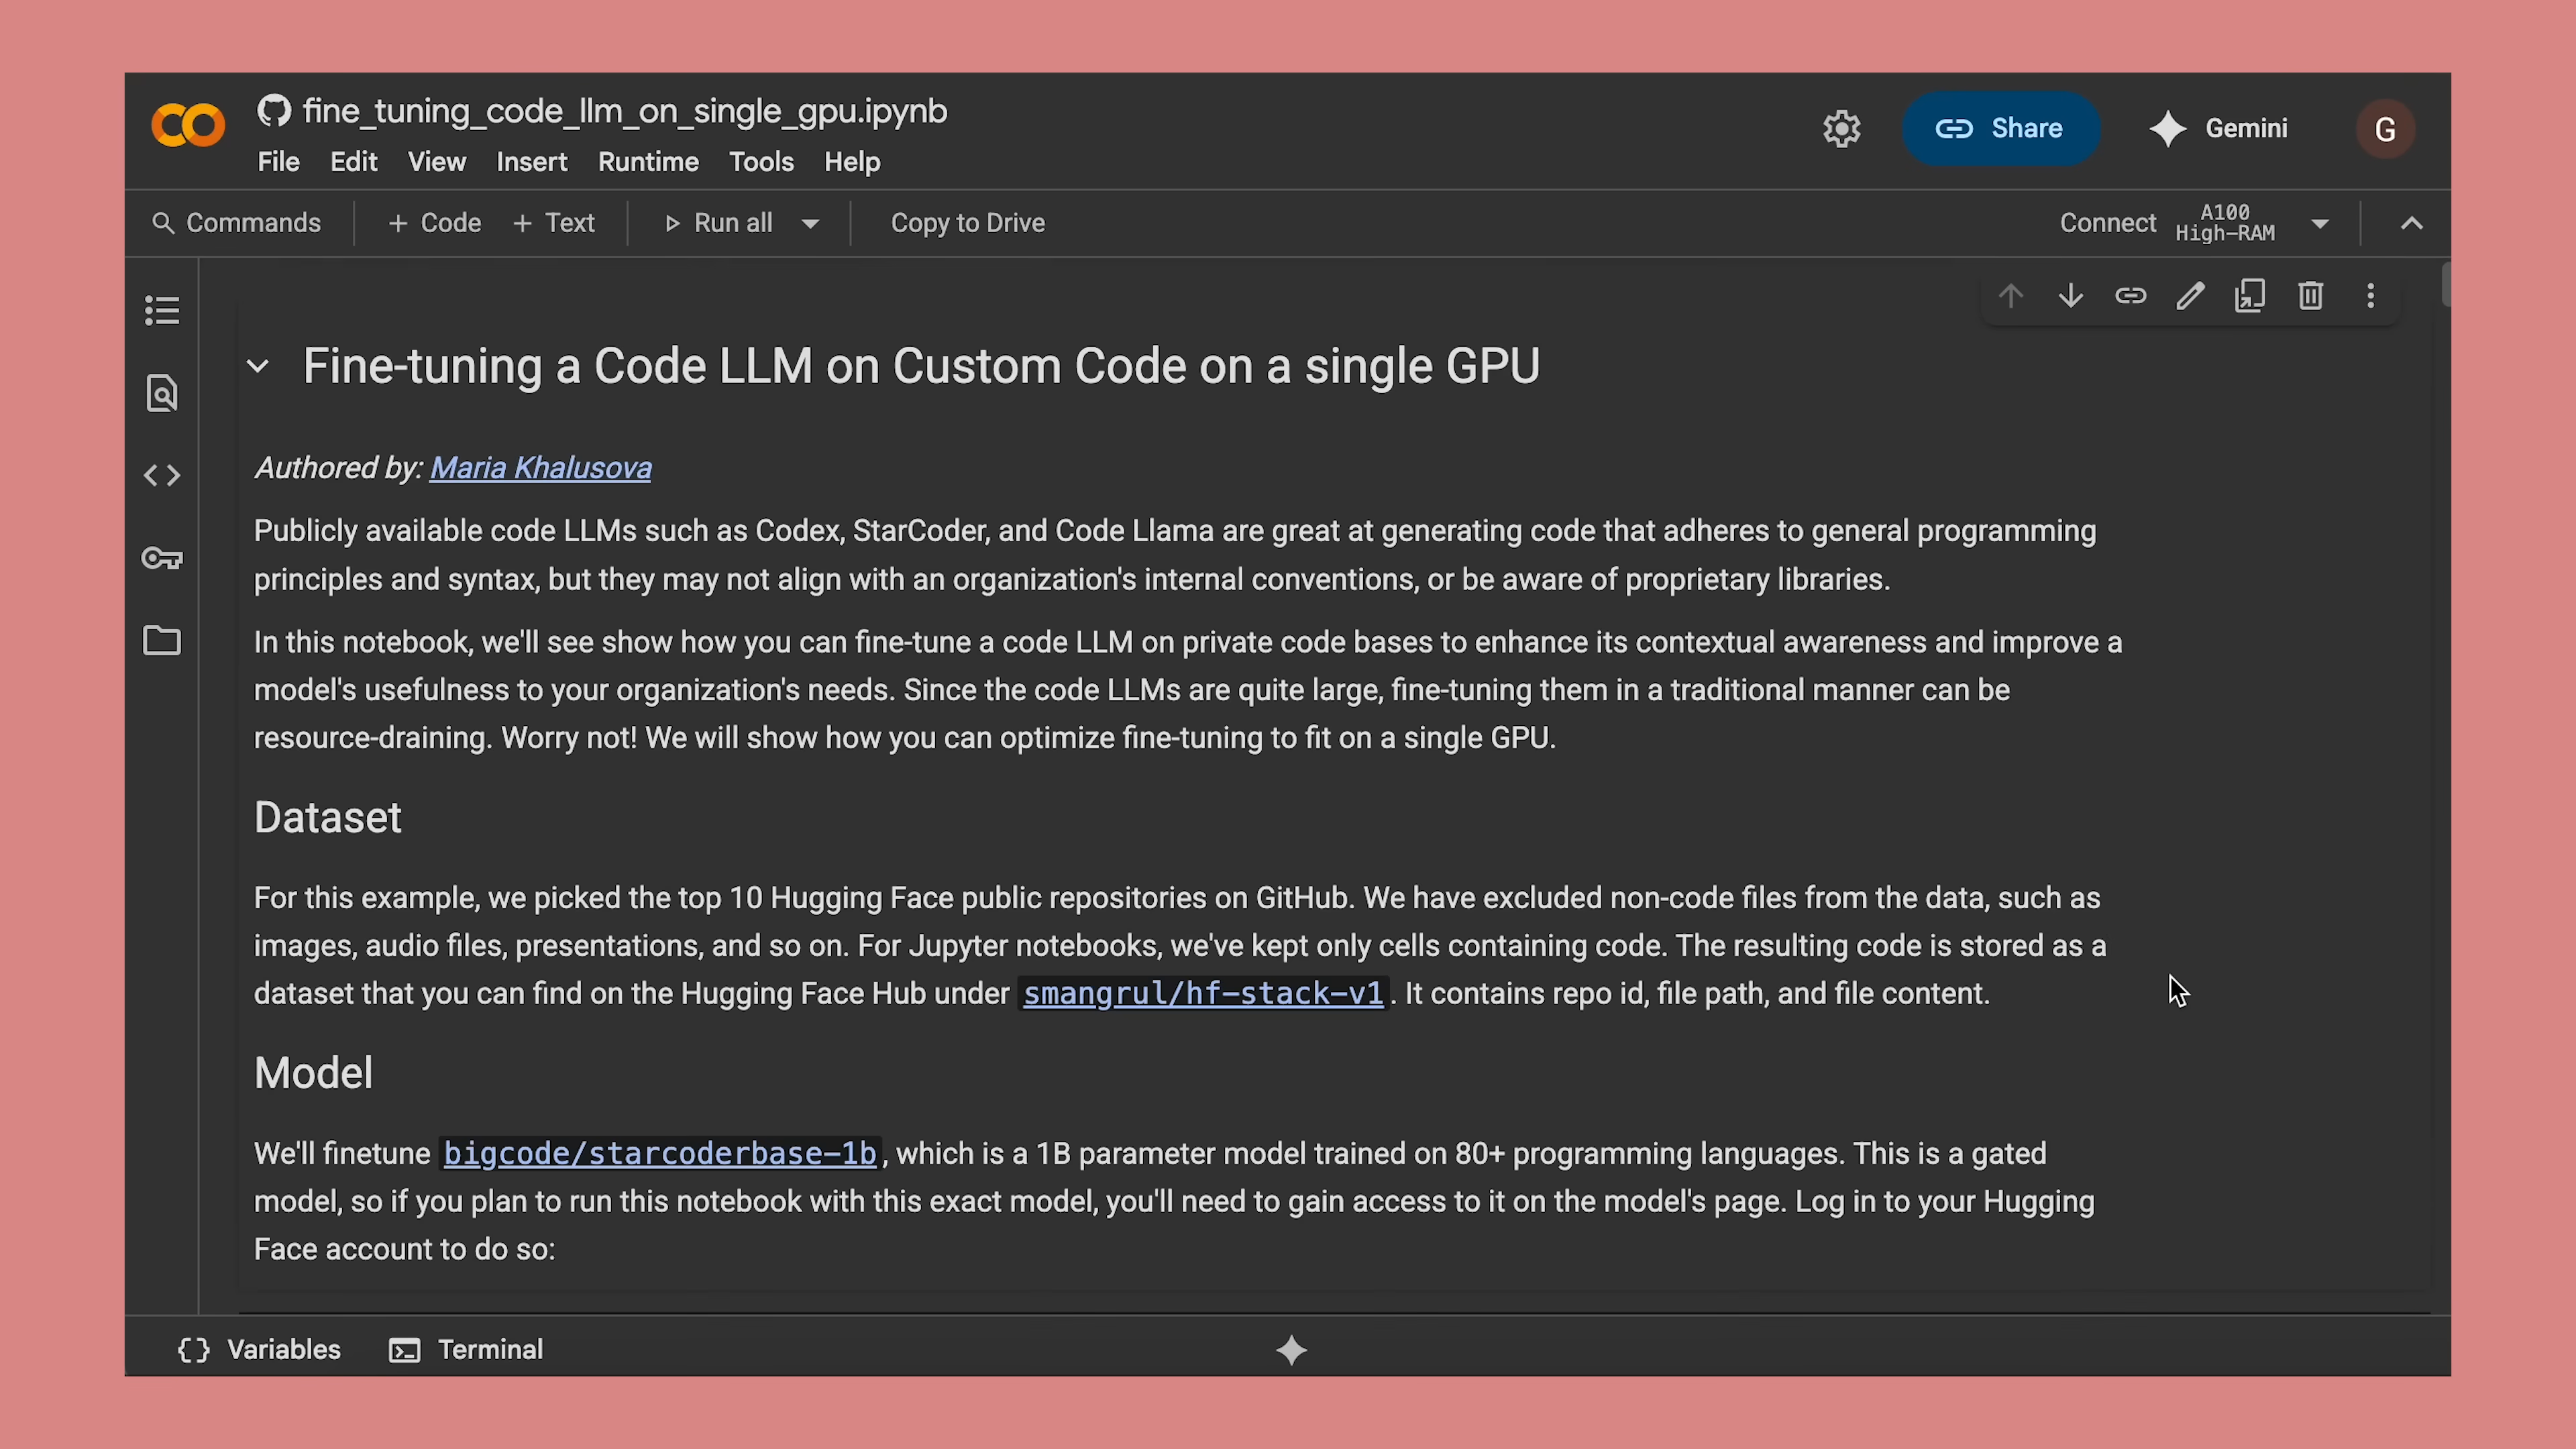 fine_tuning_code_llm_on_single_gpu.ipynb
File Edit View Insert Runtime Tools Help
Share
Gemini
G
Commands + Code + Text Run all Copy to Drive
Connect A100
High-RAM
Fine-tuning a Code LLM on Custom Code on a single GPU
Authored by: Maria Khalusova
Publicly available code LLMs such as Codex, StarCoder, and Code Llama are great at generating code that adheres to general programming
principles and syntax, but they may not align with an organization's internal conventions, or be aware of proprietary libraries.
In this notebook, we'll see show how you can fine-tune a code LLM on private code bases to enhance its contextual awareness and improve a
model's usefulness to your organization's needs. Since the code LLMs are quite large, fine-tuning them in a traditional manner can be
resource-draining. Worry not! We will show how you can optimize fine-tuning to fit on a single GPU.
Dataset
For this example, we picked the top 10 Hugging Face public repositories on GitHub. We have excluded non-code files from the data, such as
images, audio files, presentations, and so on. For Jupyter notebooks, we've kept only cells containing code. The resulting code is stored as a
dataset that you can find on the Hugging Face Hub under smangrul/hf-stack-v1. It contains repo id, file path, and file content.
Model
We'll finetune bigcode/starcoderbase-1b, which is a 1B parameter model trained on 80+ programming languages. This is a gated
model, so if you plan to run this notebook with this exact model, you'll need to gain access to it on the model's page. Log in to your Hugging
Face account to do so:
Variables Terminal